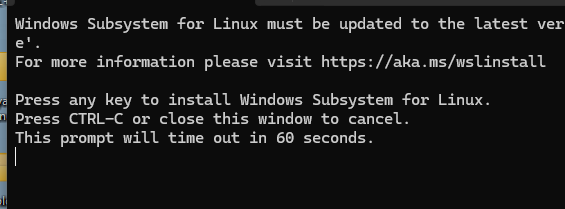 Windows Subsystem for Linux must be updated to the latest ver
e'.
For more information please visit https://aka.ms/wslinstall
Press any key to install Windows Subsystem for Linux.
Press CTRL-C or close this window to cancel.
This prompt will time out in 60 seconds.